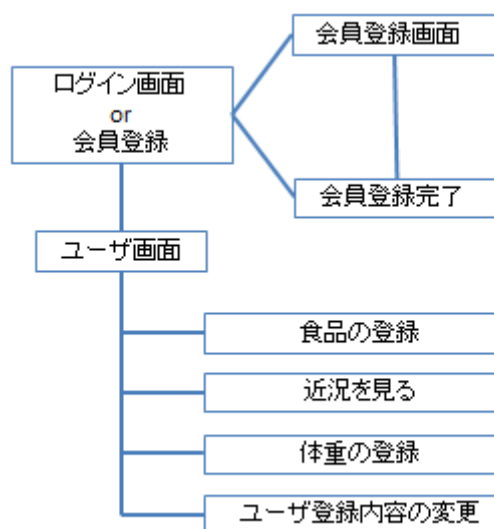 会員登録画面
ログイン画面
or
会員登録
会員登録完了
ユーザ画面
食品の登録
近況を見る
体重の登録
ユーザ登録内容の変更